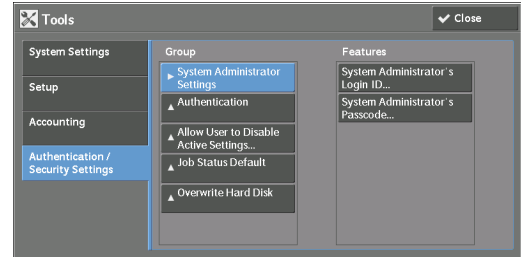 Tools
Close
System Settings
Setup
Accounting
Authentication /
Security Settings
Group
System Administrator
Settings
Authentication
Allow User to Disable
Active Settings...
Job Status Default
Overwrite Hard Disk
Features
System Administrator's
Login ID...
System Administrator's
Passcode...